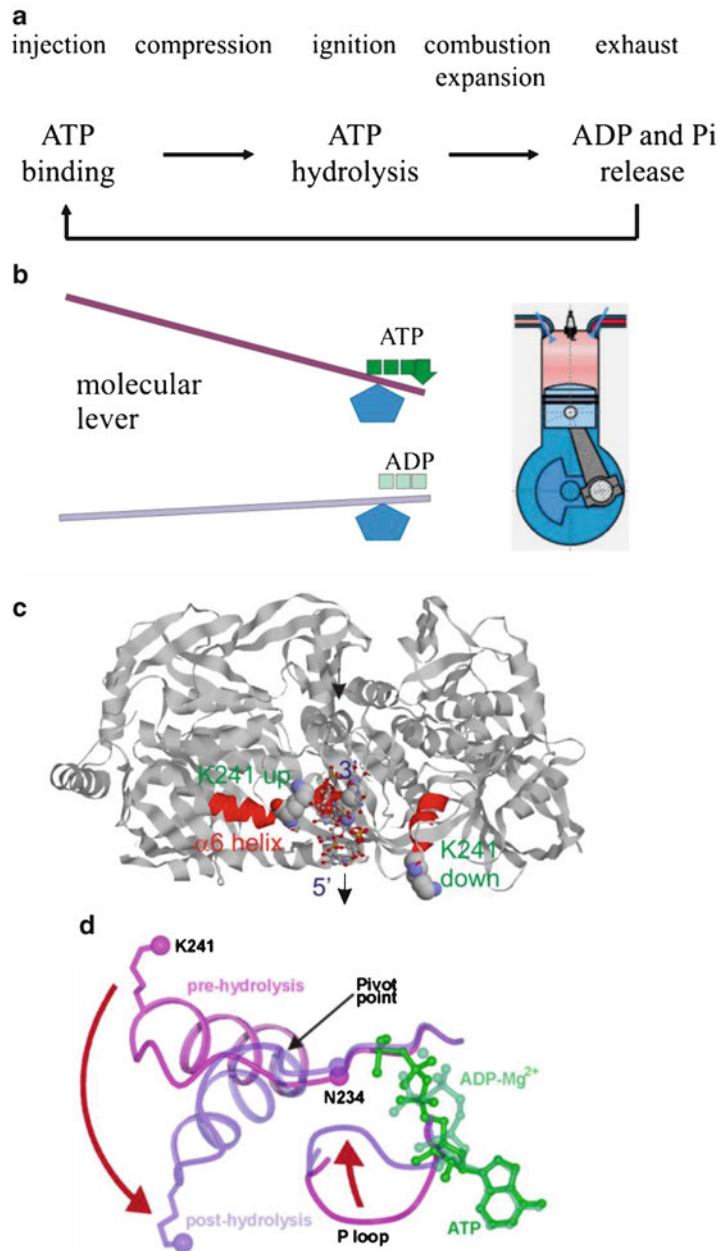 a
injection compression ignition combustion expansion exhaust
ATP binding ATP hydrolysis ADP and Pi release
b
ATP
molecular lever
ADP
c
K241 up 3'
α6 helix K241 down
5'
d
K241
pre-hydrolysis Pivot point
ADP-Mg2+
N234
post-hydrolysis P loop ATP